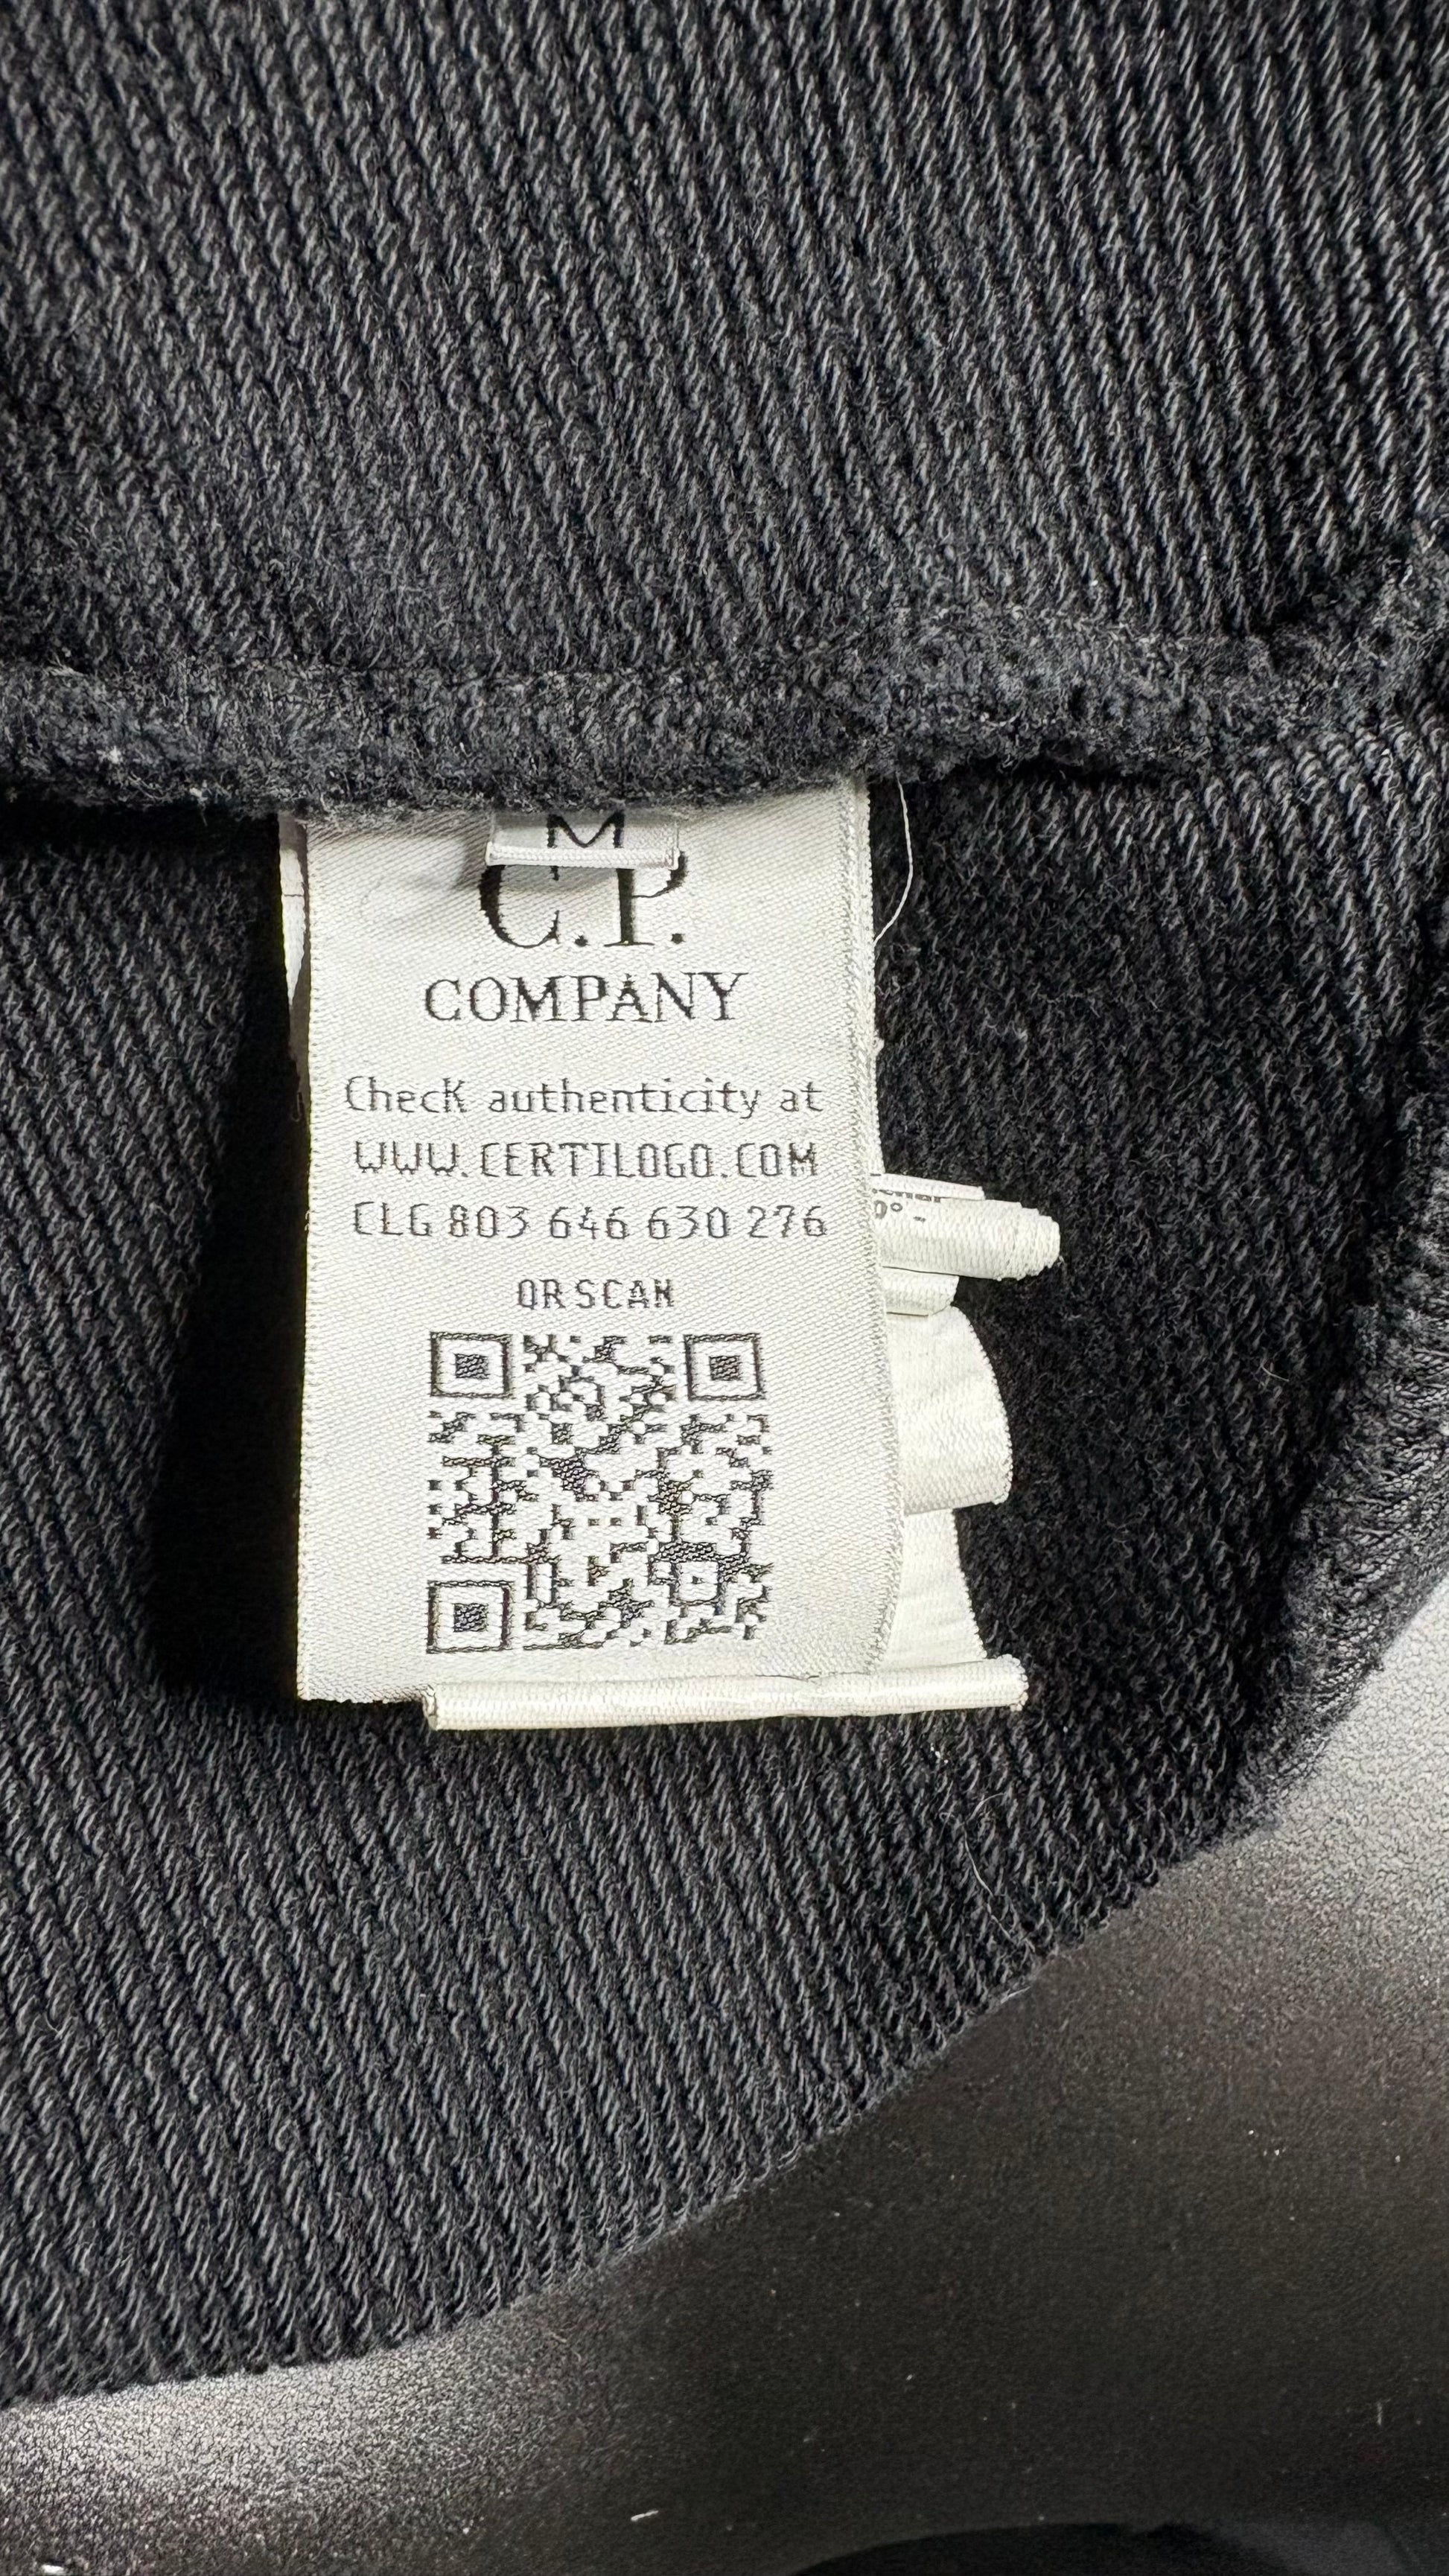 M
C.P.
COMPANY
Check authenticity at
WWW.CERTILOGO.COM
CLG 803 646 630 276
OR SCAN